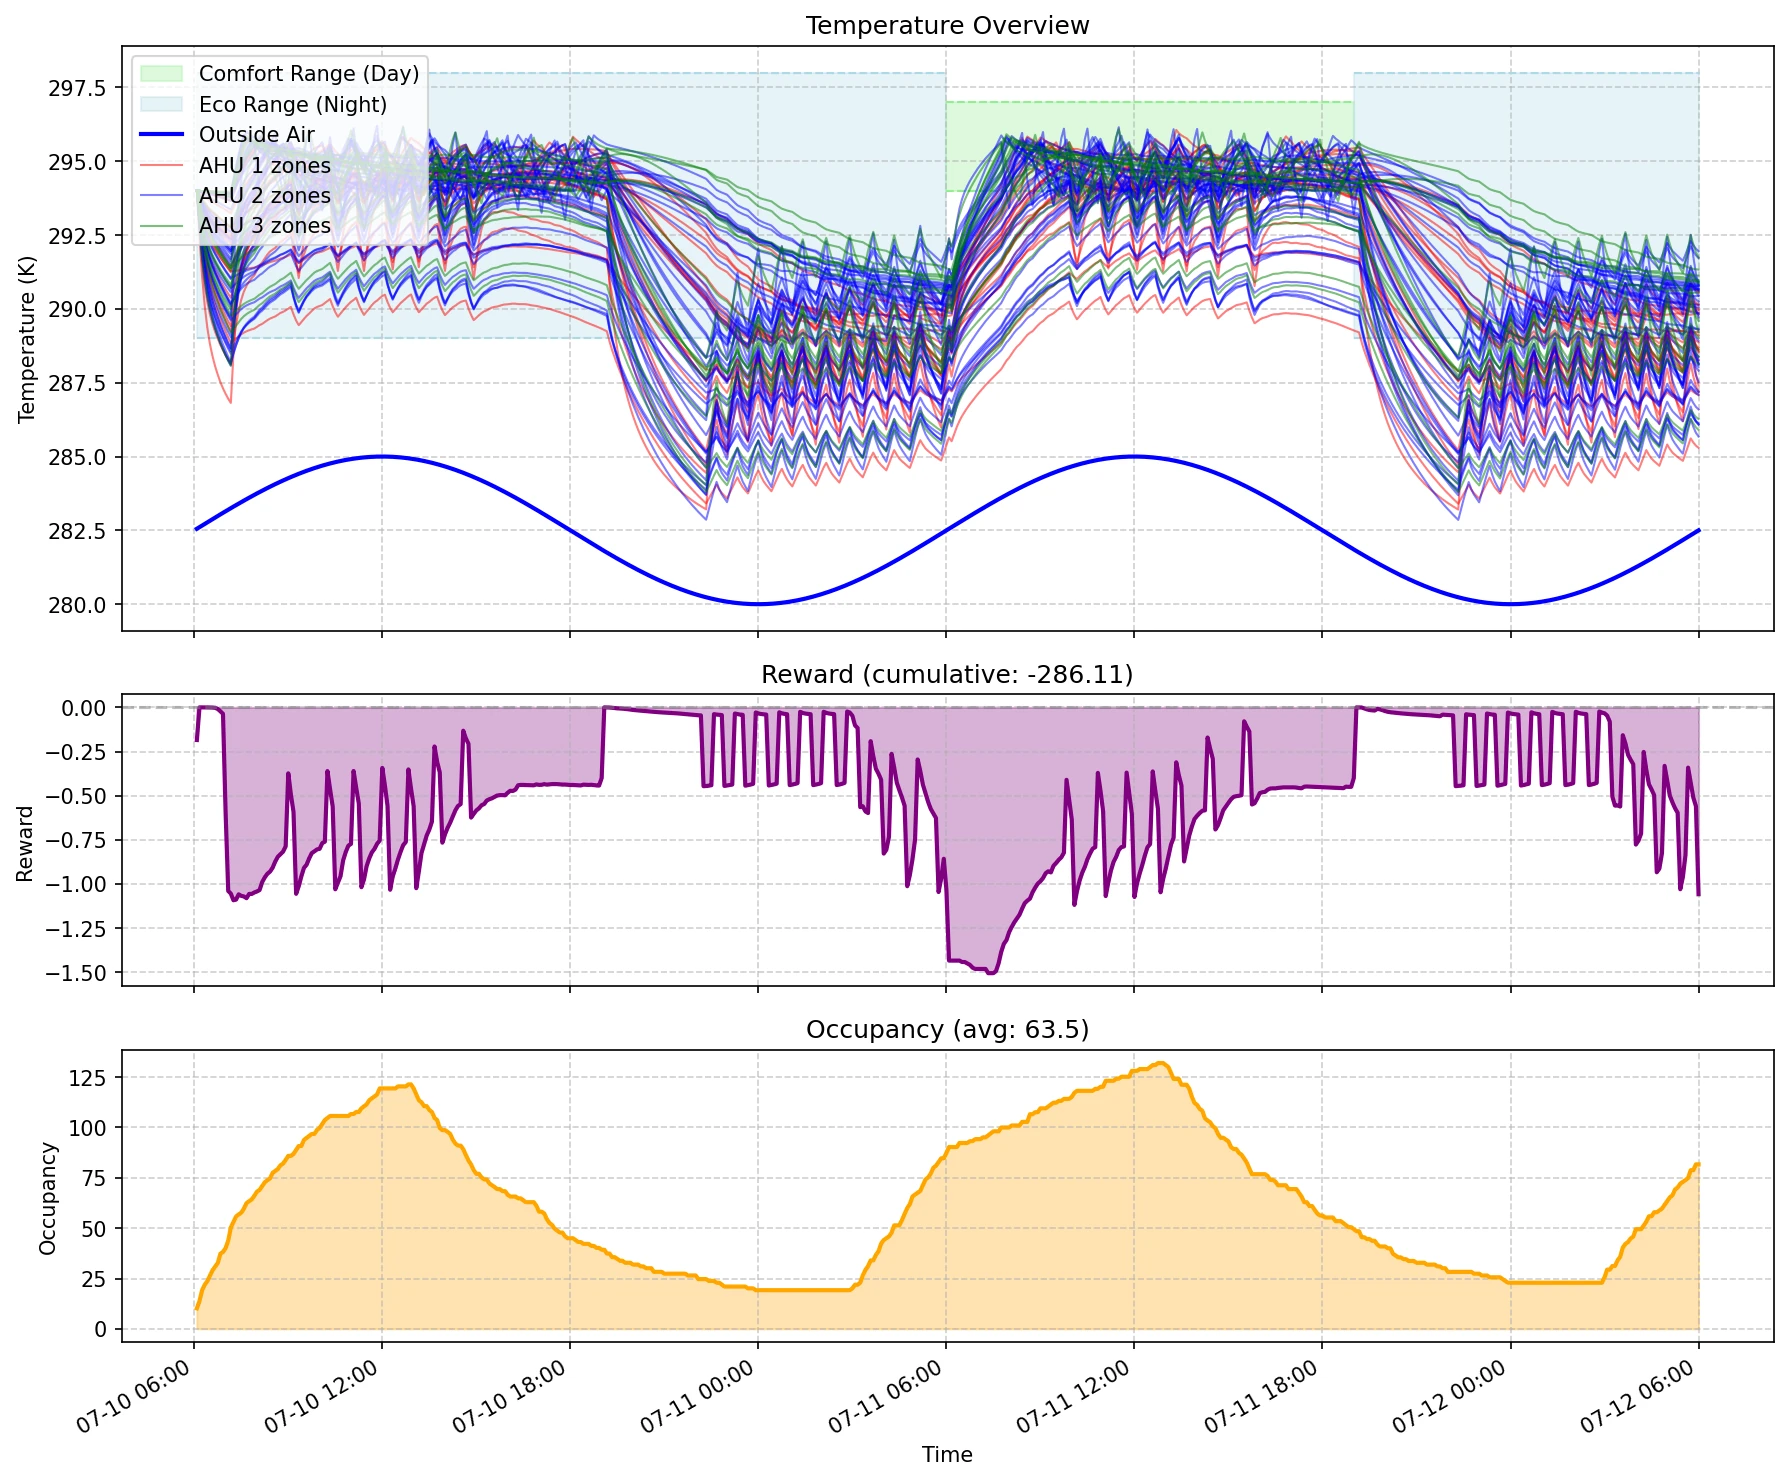 Temperature Overview
Comfort Range (Day)
Eco Range (Night)
Outside Air
AHU 1 zones
AHU 2 zones
AHU 3 zones
Temperature (K)
297.5
295.0
292.5
290.0
287.5
285.0
282.5
280.0
Reward (cumulative: -286.11)
Reward
0.00
−0.25
−0.50
−0.75
−1.00
−1.25
−1.50
Occupancy (avg: 63.5)
Occupancy
125
100
75
50
25
0
07-10 06:00
07-10 12:00
07-10 18:00
07-11 00:00
07-11 06:00
07-11 12:00
07-11 18:00
07-12 00:00
07-12 06:00
Time